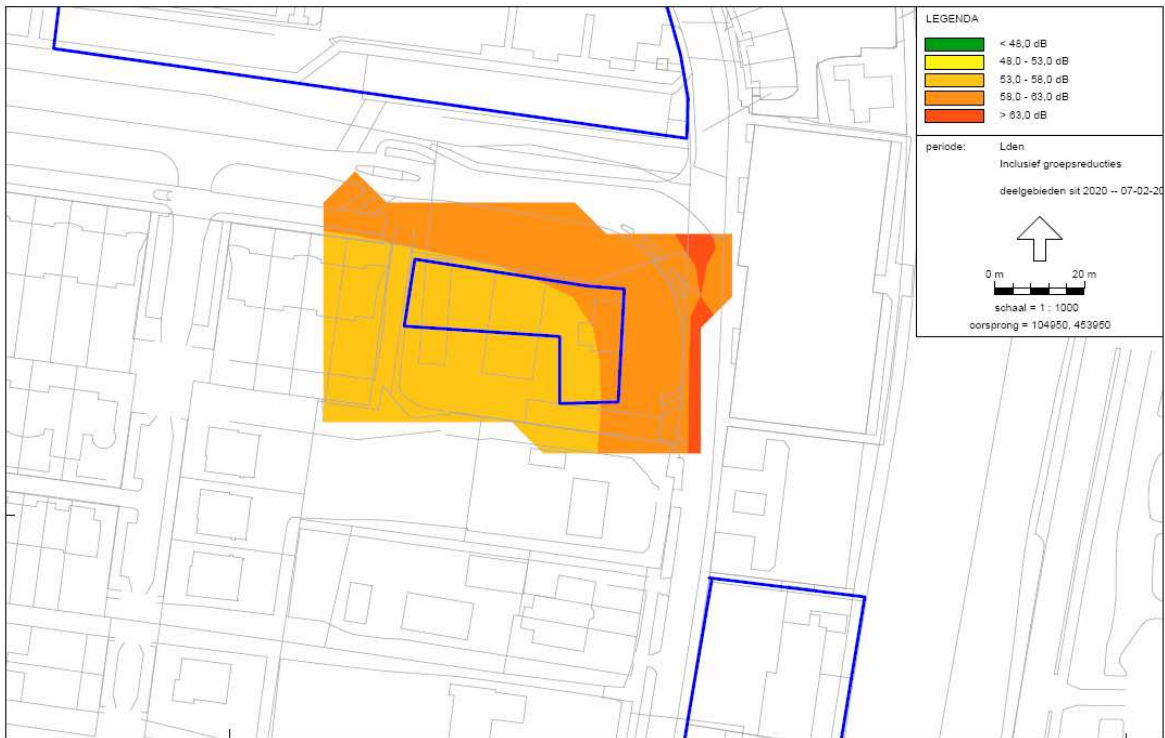 LEGENDA
< 48,0 dB
48,0 - 53,0 dB
53,0 - 58,0 dB
58,0 - 63,0 dB
> 63,0 dB
periode: Lden
Inclusief groepsreducties
deelgebieden sit 2020 -- 07-02-20
0 m 20 m
schaal = 1 : 1000
oorsprong = 104950, 453950